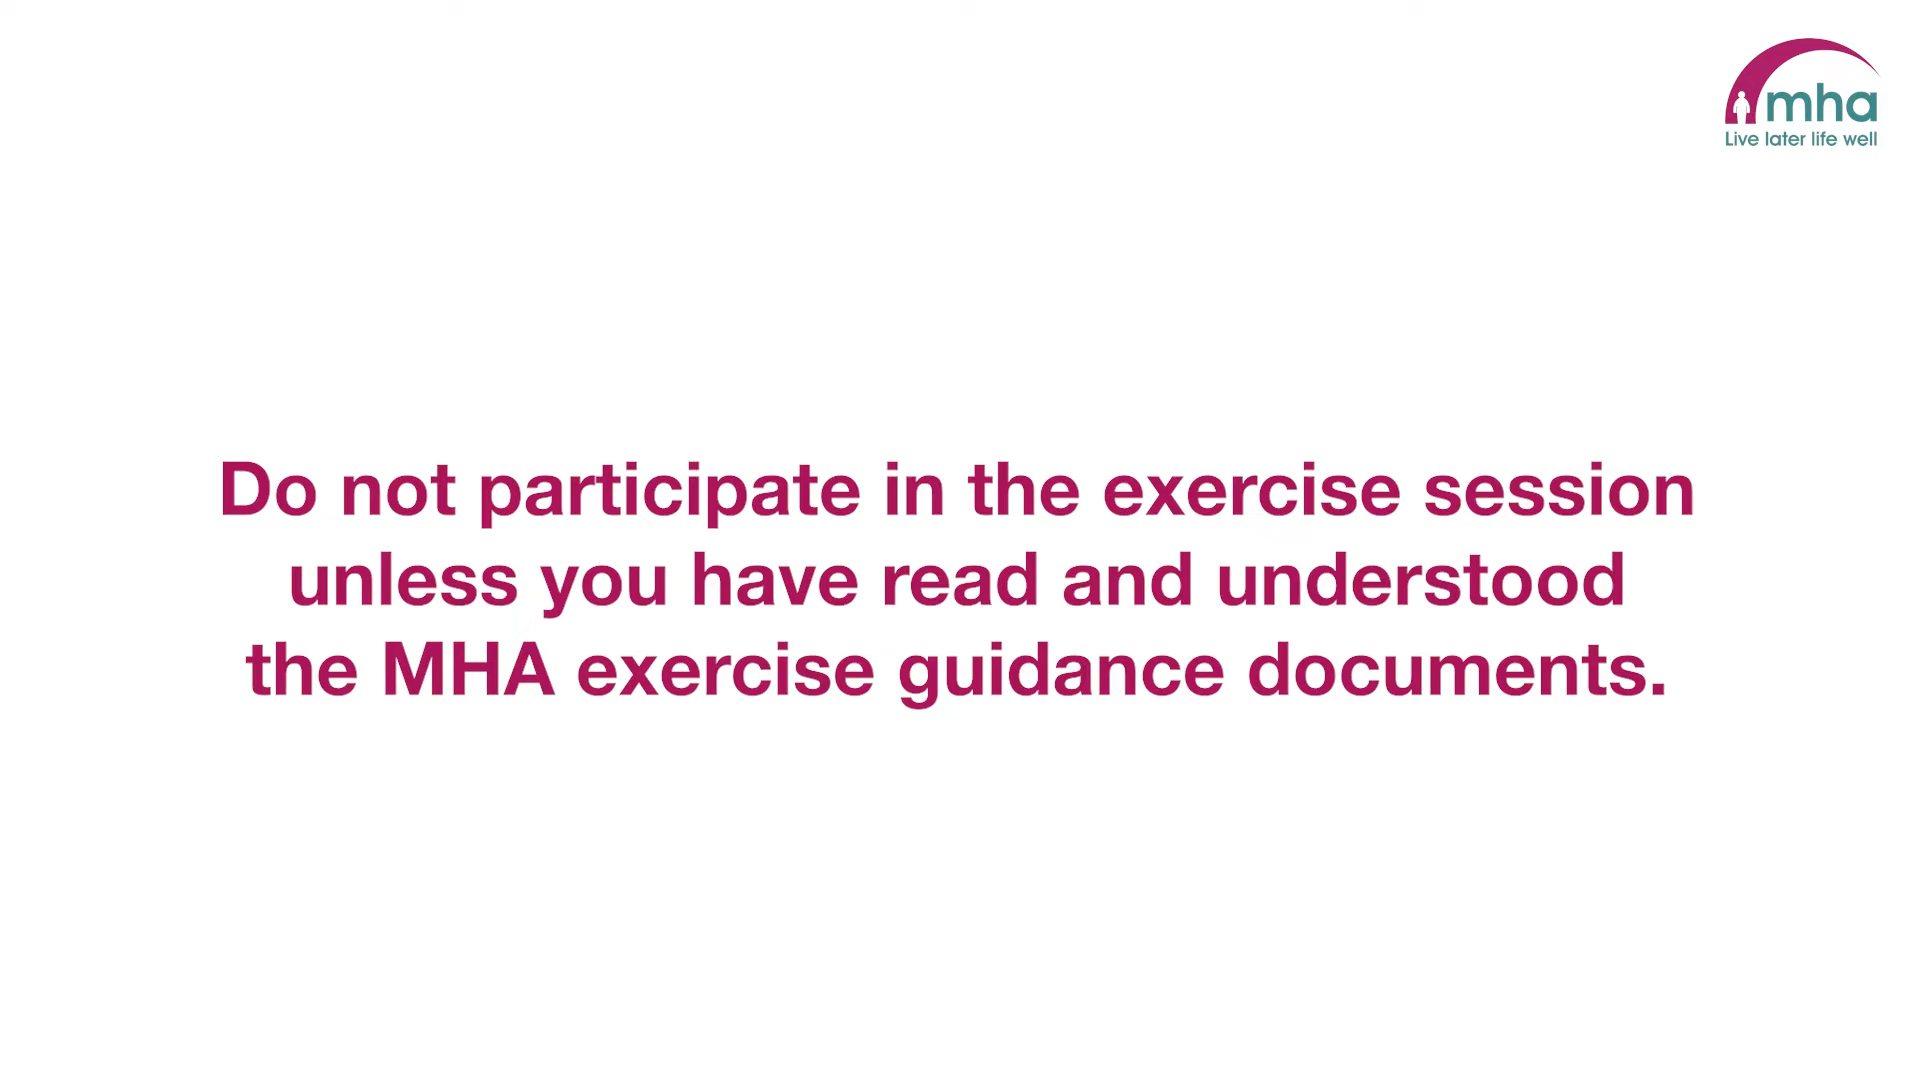 mha
Live later life well
Do not participate in the exercise session
unless you have read and understood
the MHA exercise guidance documents.